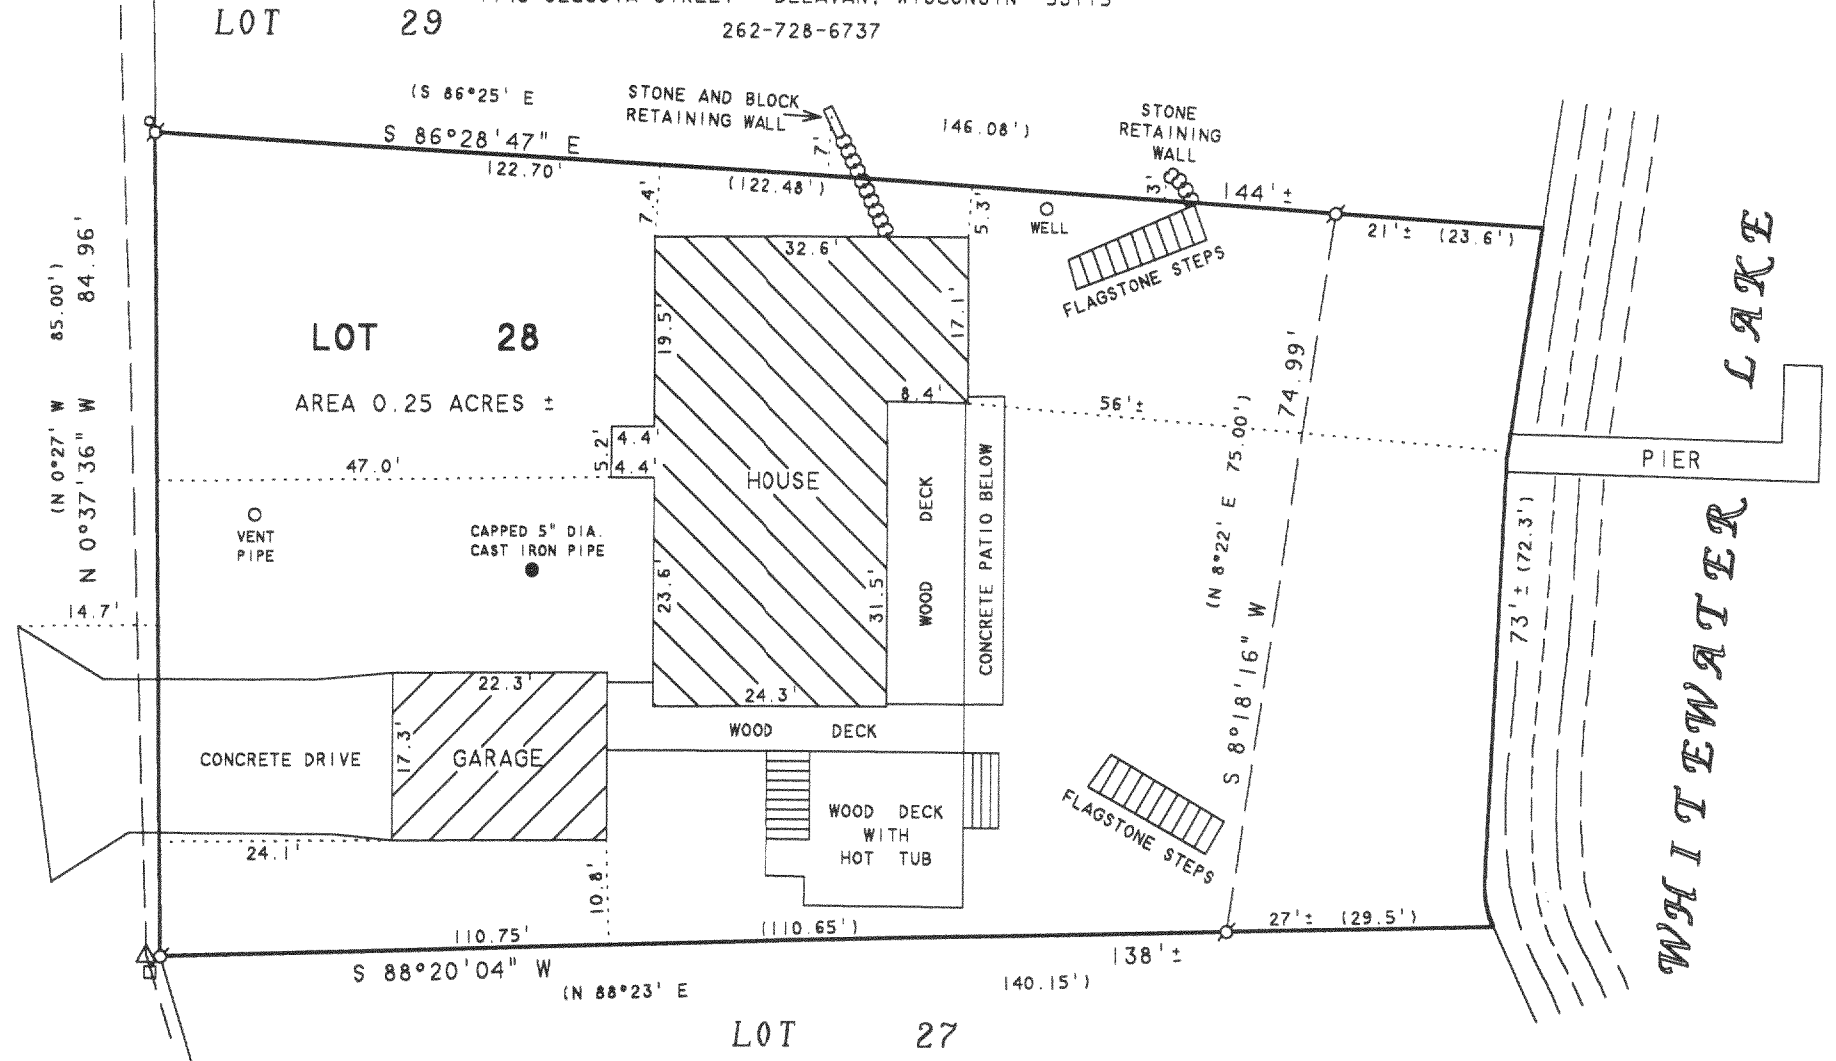 LOT 29
262-728-6737
(S 86°25' E
146.08')
STONE AND BLOCK
RETAINING WALL
STONE
RETAINING
WALL
S 86°28'47" E
122.70'
(122.48')
.7'
3'
144'±
21'± (23.6')
7.4'
5.3'
WELL
FLAGSTONE STEPS
32.6'
19.5'
17.1'
8.4'
(N 0°27' W 85.00')
N 0°37'36" W 84.96'
LOT 28
AREA 0.25 ACRES ±
5.2'
4.4'
4.4'
47.0'
HOUSE
WOOD DECK
CONCRETE PATIO BELOW
56'±
(N 8°22' E 75.00')
S 8°18'16" W 74.99'
PIER
WHITEWATER LAKE
73'± (72.3')
VENT
PIPE
CAPPED 5" DIA.
CAST IRON PIPE
23.6'
31.5'
24.3'
14.7'
22.3'
17.3'
CONCRETE DRIVE
GARAGE
24.1'
10.8'
WOOD DECK
WOOD DECK
WITH
HOT TUB
FLAGSTONE STEPS
110.75'
(110.65')
27'± (29.5')
S 88°20'04" W
138'±
(N 88°23' E
140.15')
LOT 27